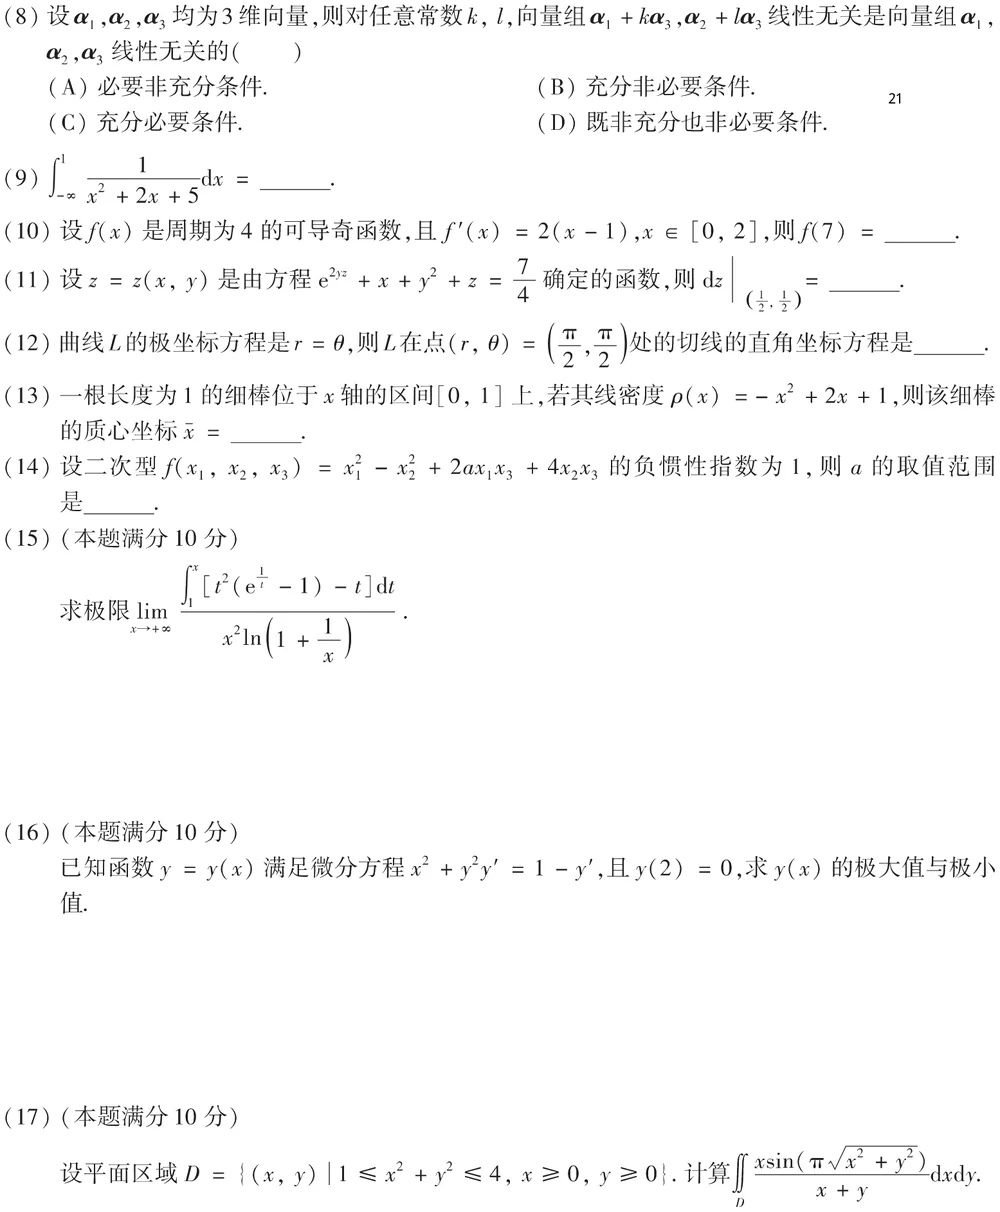 (8) 设α₁,α₂,α₃均为3维向量,则对任意常数k, l,向量组α₁ + kα₃,α₂ + lα₃线性无关是向量组α₁,
α₂,α₃ 线性无关的(  )
(A) 必要非充分条件. (B) 充分非必要条件.
21
(C) 充分必要条件. (D) 既非充分也非必要条件.
(9) ∫_{-∞}^{1} 1/(x² + 2x + 5) dx = ______.
(10) 设f(x) 是周期为4 的可导奇函数,且f′(x) = 2(x − 1),x ∈ [0, 2],则f(7) = ______.
(11) 设z = z(x, y) 是由方程 e^{2yz} + x + y² + z = 7/4 确定的函数,则 dz|_{(1/2, 1/2)} = ______.
(12) 曲线L的极坐标方程是r = θ,则L在点(r, θ) = (π/2, π/2)处的切线的直角坐标方程是______.
(13) 一根长度为1 的细棒位于x 轴的区间[0, 1] 上,若其线密度ρ(x) = − x² + 2x + 1,则该细棒
的质心坐标x̄ = ______.
(14) 设二次型 f(x₁, x₂, x₃) = x₁² − x₂² + 2ax₁x₃ + 4x₂x₃ 的负惯性指数为 1,则 a 的取值范围
是______.
(15) (本题满分10 分)
求极限 lim_{x→+∞} ∫_{1}^{x} [t²(e^{1/t} − 1) − t]dt / (x²ln(1 + 1/x)).
(16) (本题满分10 分)
已知函数y = y(x) 满足微分方程x² + y²y′ = 1 − y′,且y(2) = 0,求y(x) 的极大值与极小
值.
(17) (本题满分10 分)
设平面区域D = {(x, y) | 1 ≤ x² + y² ≤ 4, x ≥ 0, y ≥ 0}. 计算∬_D xsin(π√(x² + y²))/(x + y) dxdy.